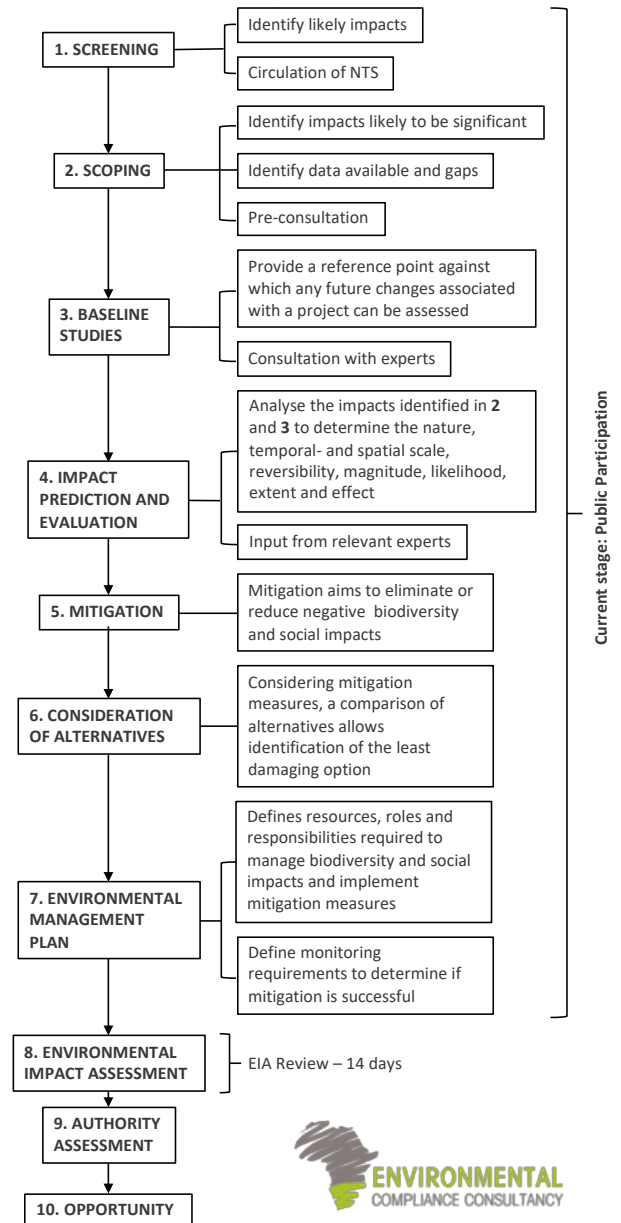 1. SCREENING
Identify likely impacts
Circulation of NTS
2. SCOPING
Identify impacts likely to be significant
Identify data available and gaps
Pre-consultation
3. BASELINE
STUDIES
Provide a reference point against
which any future changes associated
with a project can be assessed
Consultation with experts
4. IMPACT
PREDICTION AND
EVALUATION
Analyse the impacts identified in 2
and 3 to determine the nature,
temporal- and spatial scale,
reversibility, magnitude, likelihood,
extent and effect
Input from relevant experts
5. MITIGATION
Mitigation aims to eliminate or
reduce negative biodiversity
and social impacts
6. CONSIDERATION
OF ALTERNATIVES
Considering mitigation
measures, a comparison of
alternatives allows
identification of the least
damaging option
7. ENVIRONMENTAL
MANAGEMENT
PLAN
Defines resources, roles and
responsibilities required to
manage biodiversity and social
impacts and implement
mitigation measures
Define monitoring
requirements to determine if
mitigation is successful
Current stage: Public Participation
8. ENVIRONMENTAL
IMPACT ASSESSMENT
EIA Review – 14 days
9. AUTHORITY
ASSESSMENT
10. OPPORTUNITY
ENVIRONMENTAL
COMPLIANCE CONSULTANCY